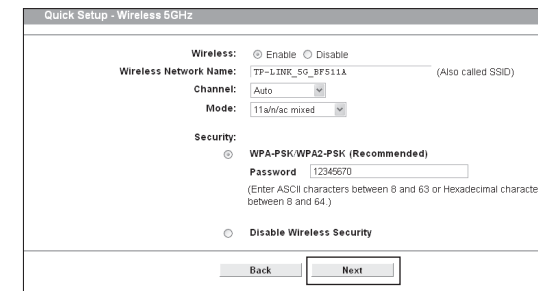 Quick Setup - Wireless 5GHz
Wireless: Enable Disable
Wireless Network Name: TP-LINK_5G_BF511A (Also called SSID)
Channel: Auto
Mode: 11a/n/ac mixed
Security:
WPA-PSK/WPA2-PSK (Recommended)
Password 12345670
(Enter ASCII characters between 8 and 63 or Hexadecimal characte
between 8 and 64.)
Disable Wireless Security
Back Next